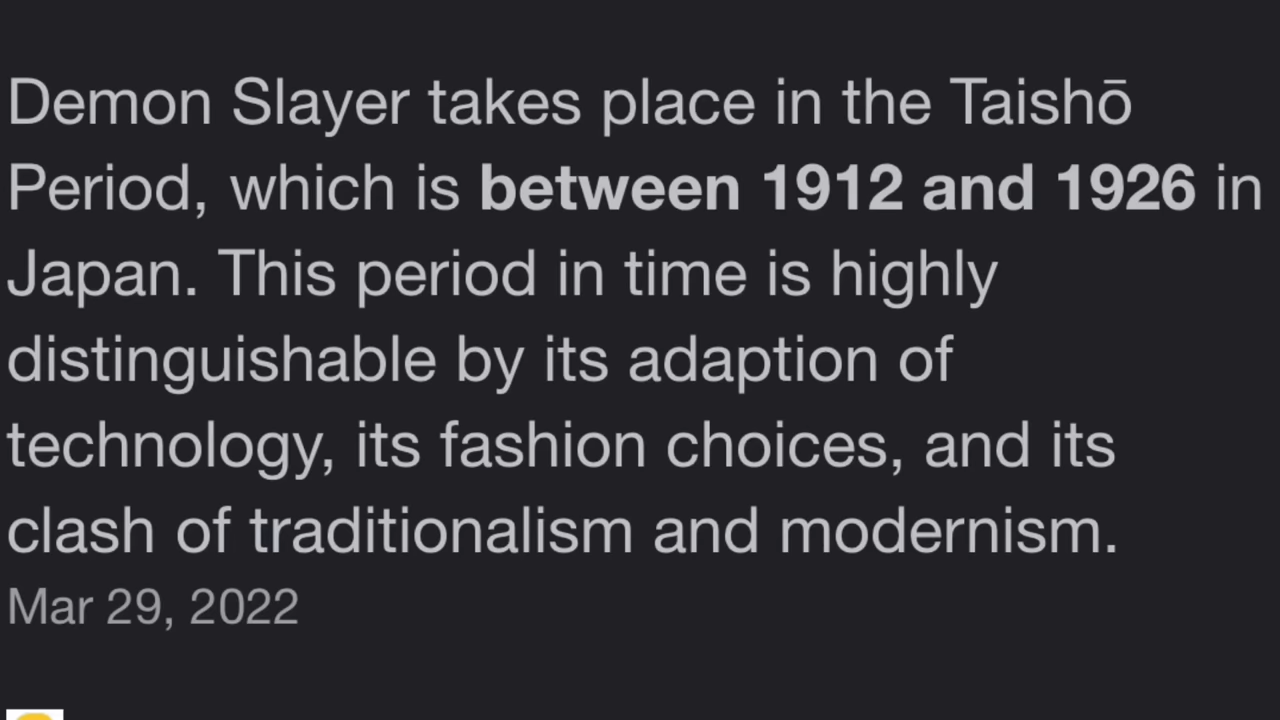 Demon Slayer takes place in the Taishō
Period, which is between 1912 and 1926 in
Japan. This period in time is highly
distinguishable by its adaption of
technology, its fashion choices, and its
clash of traditionalism and modernism.
Mar 29, 2022